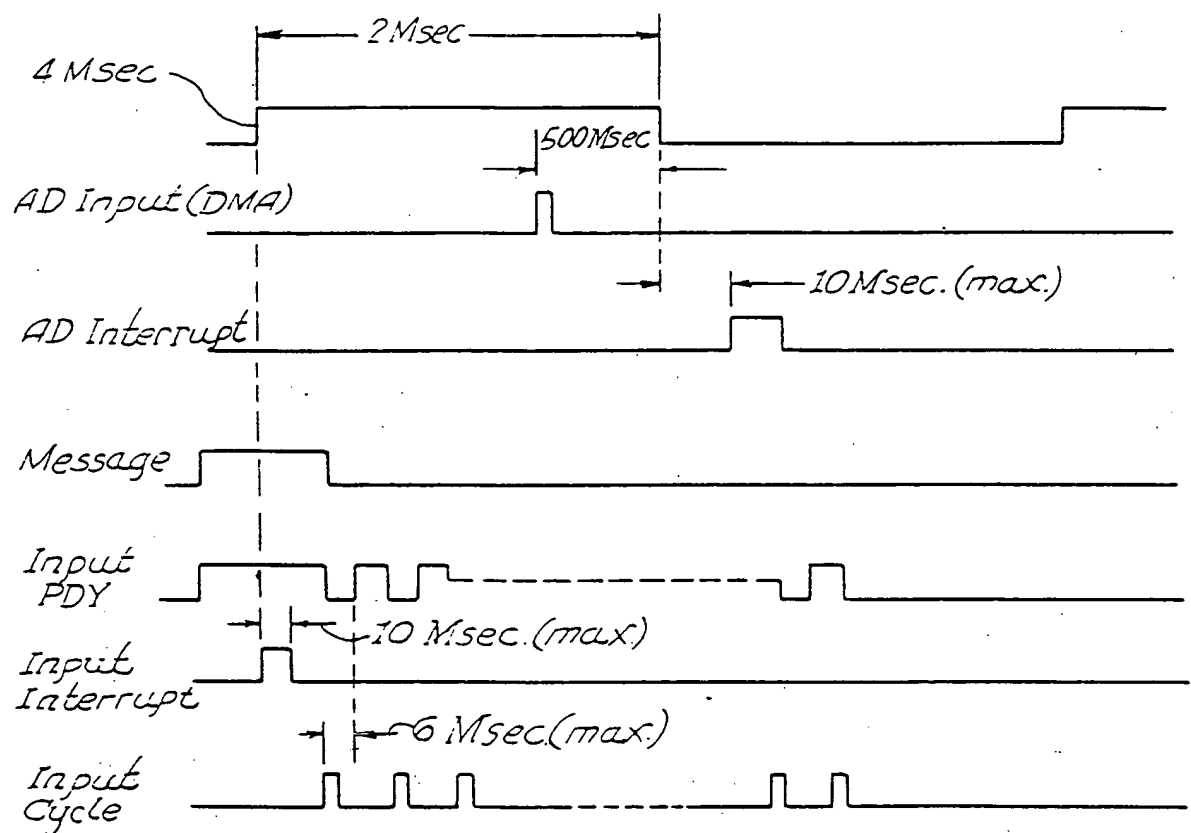 2 Msec
4 Msec
500 Msec
AD Input (DMA)
10 Msec. (max.)
AD Interrupt
Message
Input
PDY
10 Msec. (max.)
Input
Interrupt
6 Msec. (max.)
Input
Cycle